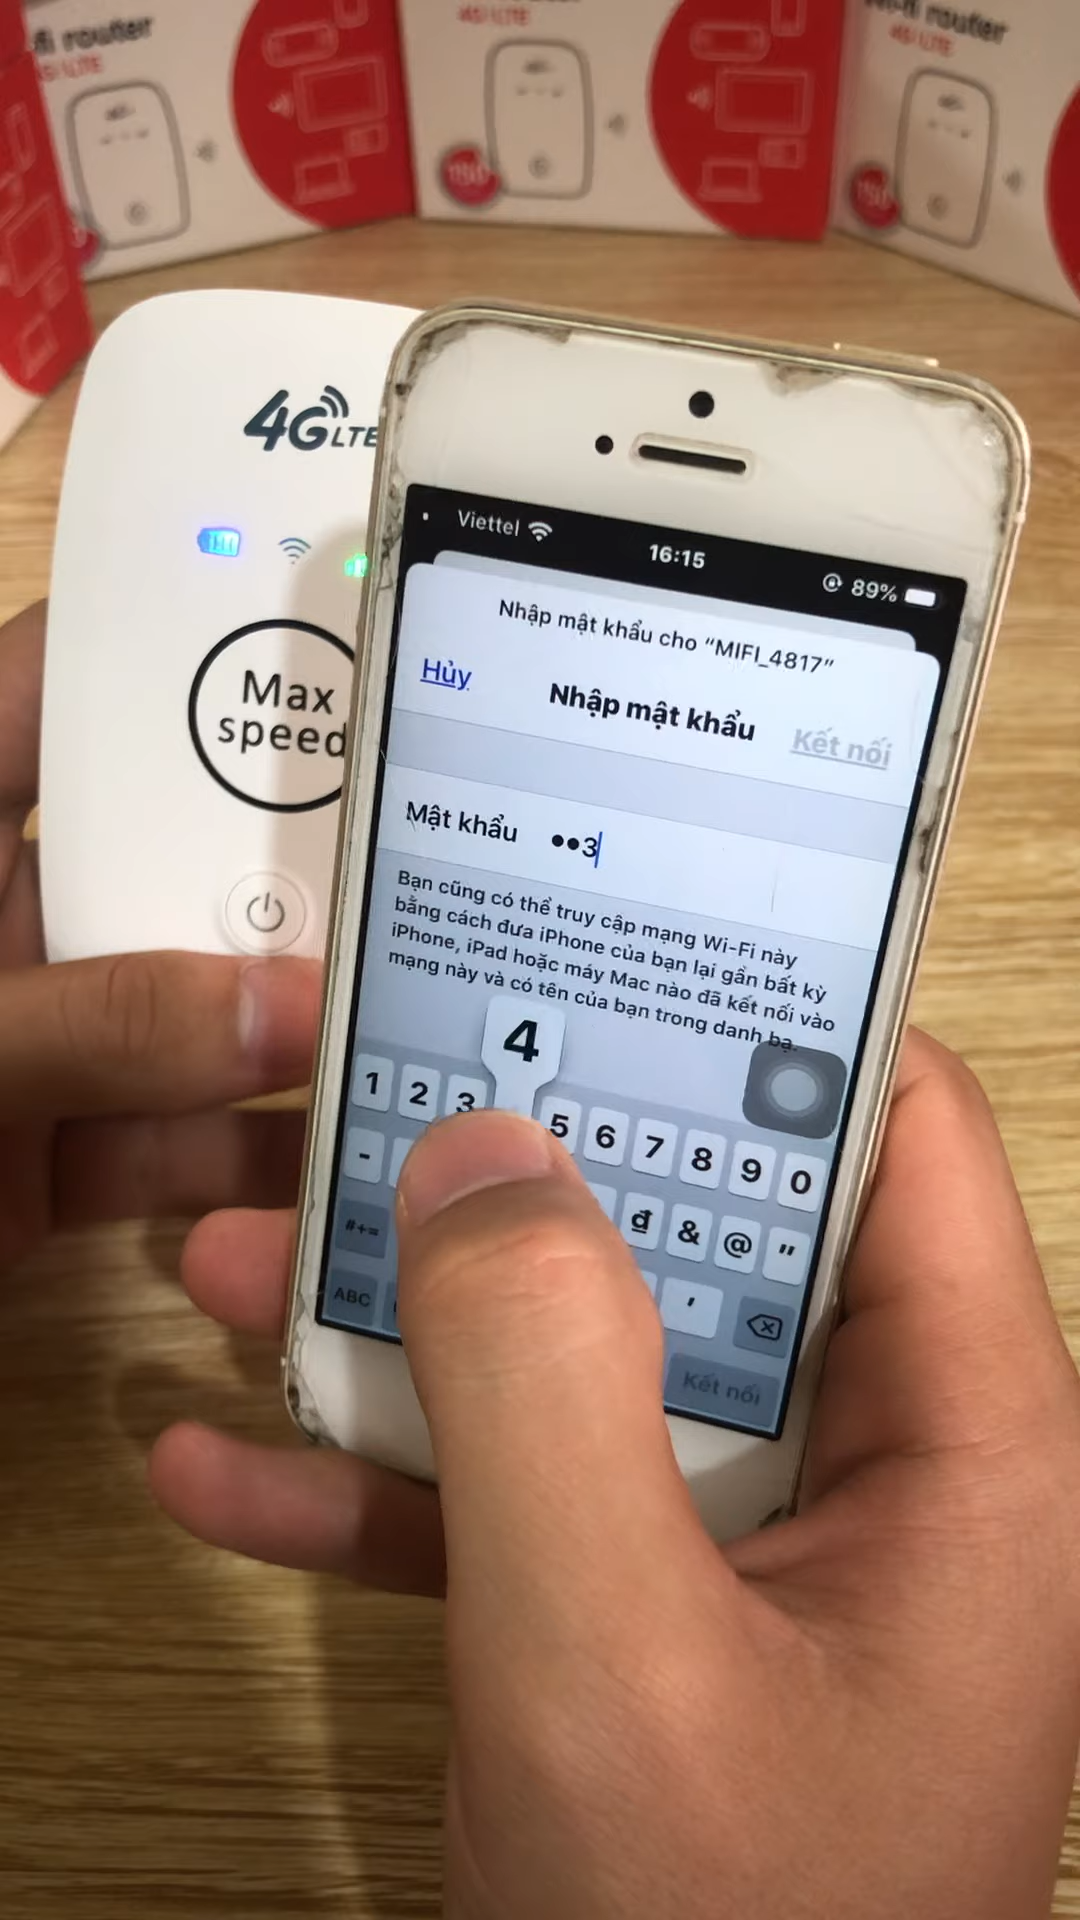 fi router
4G LTE
4G LTE
Wi-fi router
4G LTE
150
150
4G LTE
Max
speed
Viettel
16:15
89%
Nhập mật khẩu cho “MIFI_4817”
Hủy
Nhập mật khẩu
Kết nối
Mật khẩu ••3
Bạn cũng có thể truy cập mạng Wi-Fi này
bằng cách đưa iPhone của bạn lại gần bất kỳ
iPhone, iPad hoặc máy Mac nào đã kết nối vào
mạng này và có tên của bạn trong danh bạ.
4
1 2 3 5 6 7 8 9 0
- đ & @ "
#+= '
ABC Kết nối